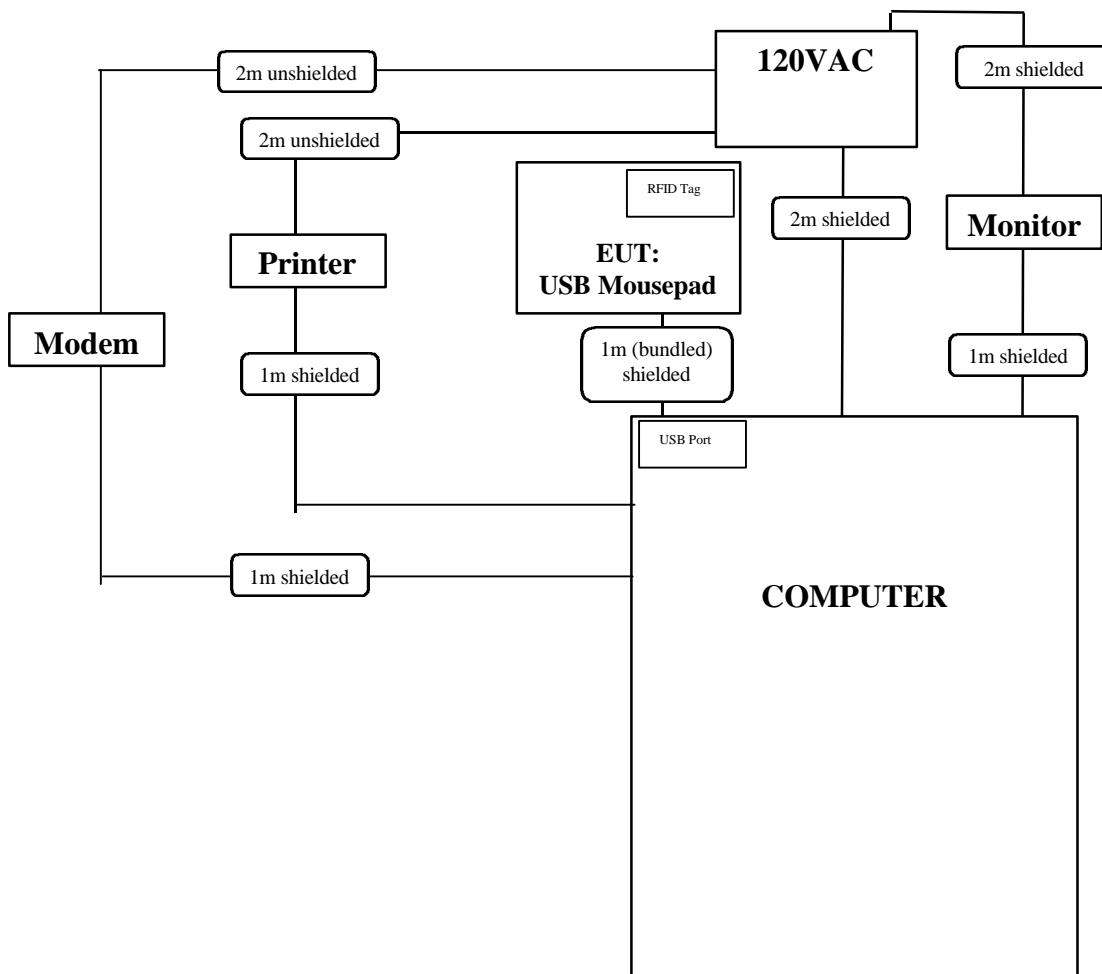 120VAC
2m unshielded
2m shielded
2m unshielded
RFID Tag
2m shielded
Monitor
Printer
EUT:
USB Mousepad
Modem
1m (bundled)
shielded
1m shielded
1m shielded
USB Port
1m shielded
COMPUTER